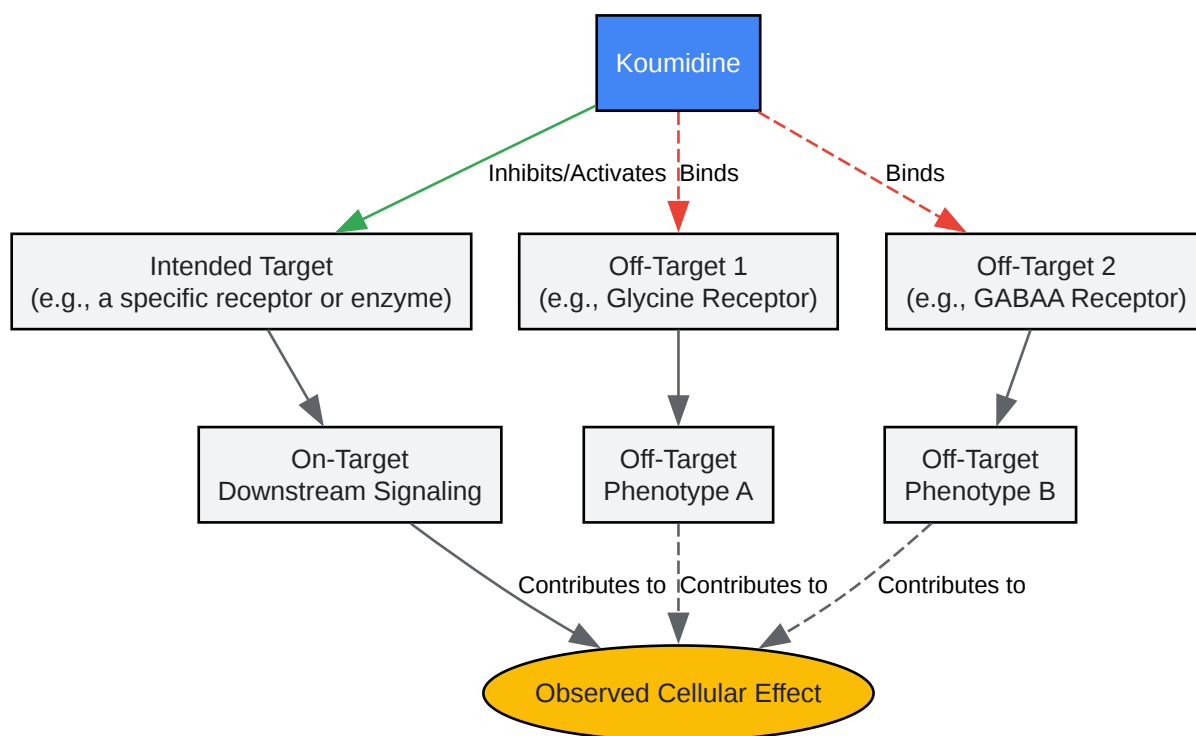 Koumidine
Inhibits/Activates
Binds
Binds
Intended Target
(e.g., a specific receptor or enzyme)
Off-Target 1
(e.g., Glycine Receptor)
Off-Target 2
(e.g., GABAA Receptor)
On-Target
Downstream Signaling
Off-Target
Phenotype A
Off-Target
Phenotype B
Contributes to
Contributes to
Contributes to
Observed Cellular Effect